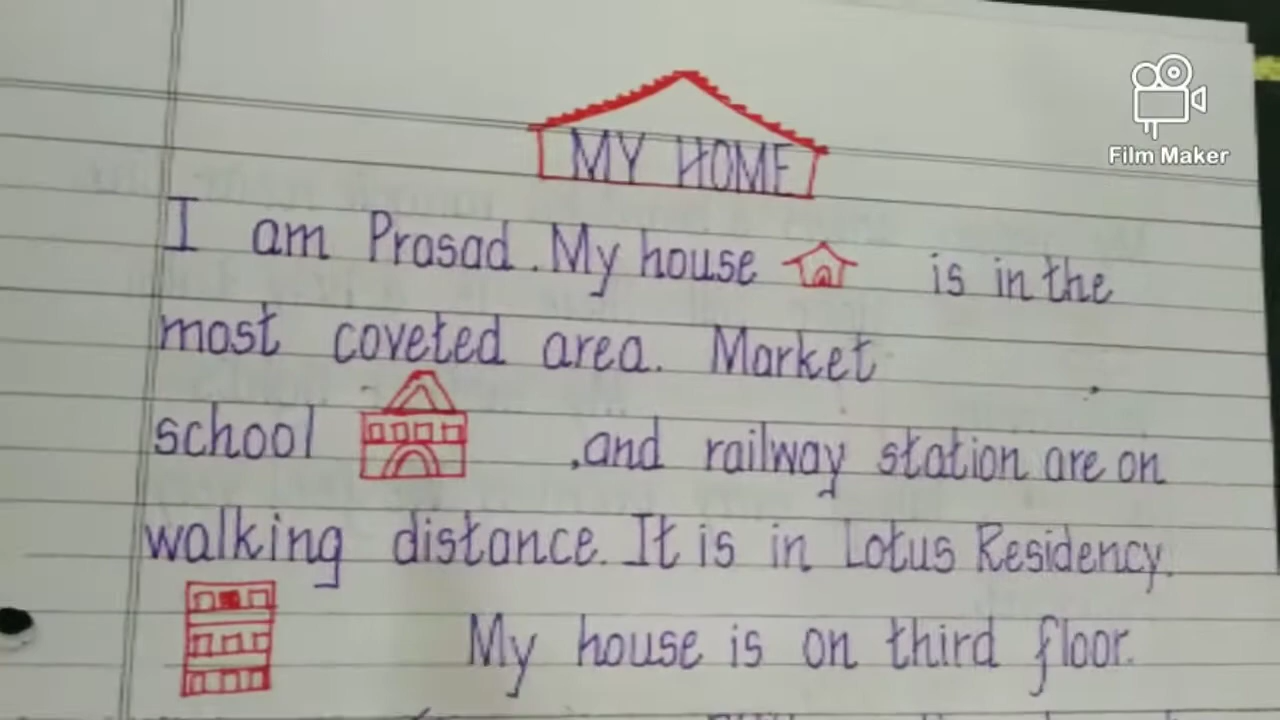 Film Maker
MY HOME
I am Prasad. My house is in the
most coveted area. Market
school ,and railway station are on
walking distance. It is in Lotus Residency.
My house is on third floor.